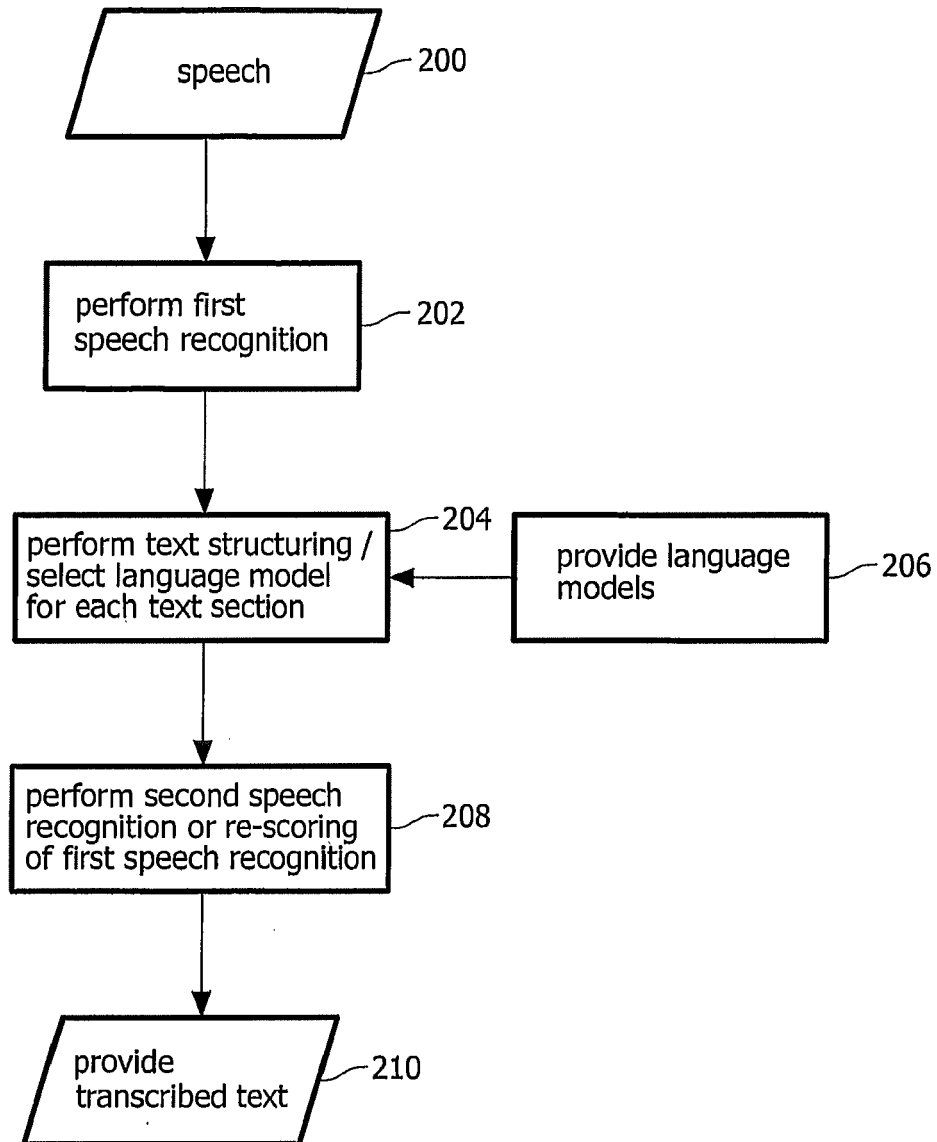 speech
200
perform first
speech recognition
202
perform text structuring /
select language model
for each text section
204
provide language
models
206
perform second speech
recognition or re-scoring
of first speech recognition
208
provide
transcribed text
210